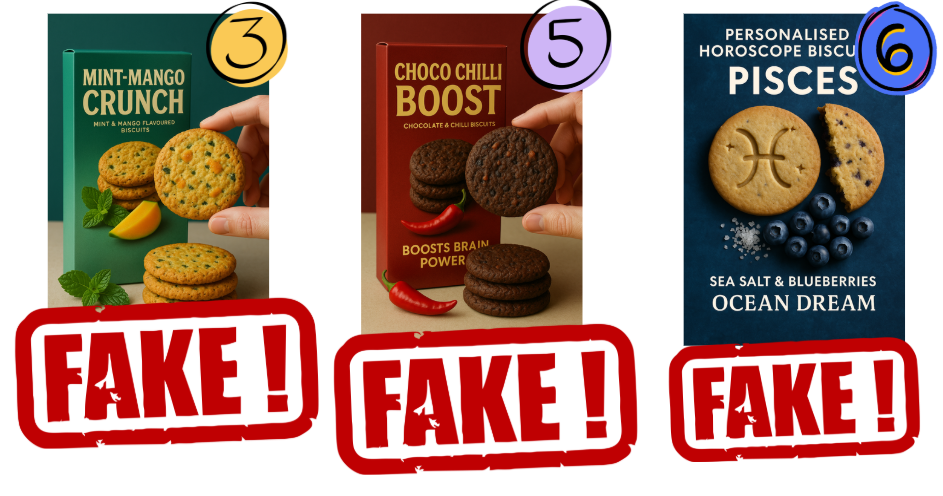 3
MINT-MANGO
CRUNCH
MINT & MANGO FLAVOURED
BISCUITS
FAKE !
5
CHOCO CHILLI
BOOST
CHOCOLATE & CHILLI BISCUITS
BOOSTS BRAIN
POWER
FAKE !
6
PERSONALISED
HOROSCOPE BISCU
PISCES
SEA SALT & BLUEBERRIES
OCEAN DREAM
FAKE !